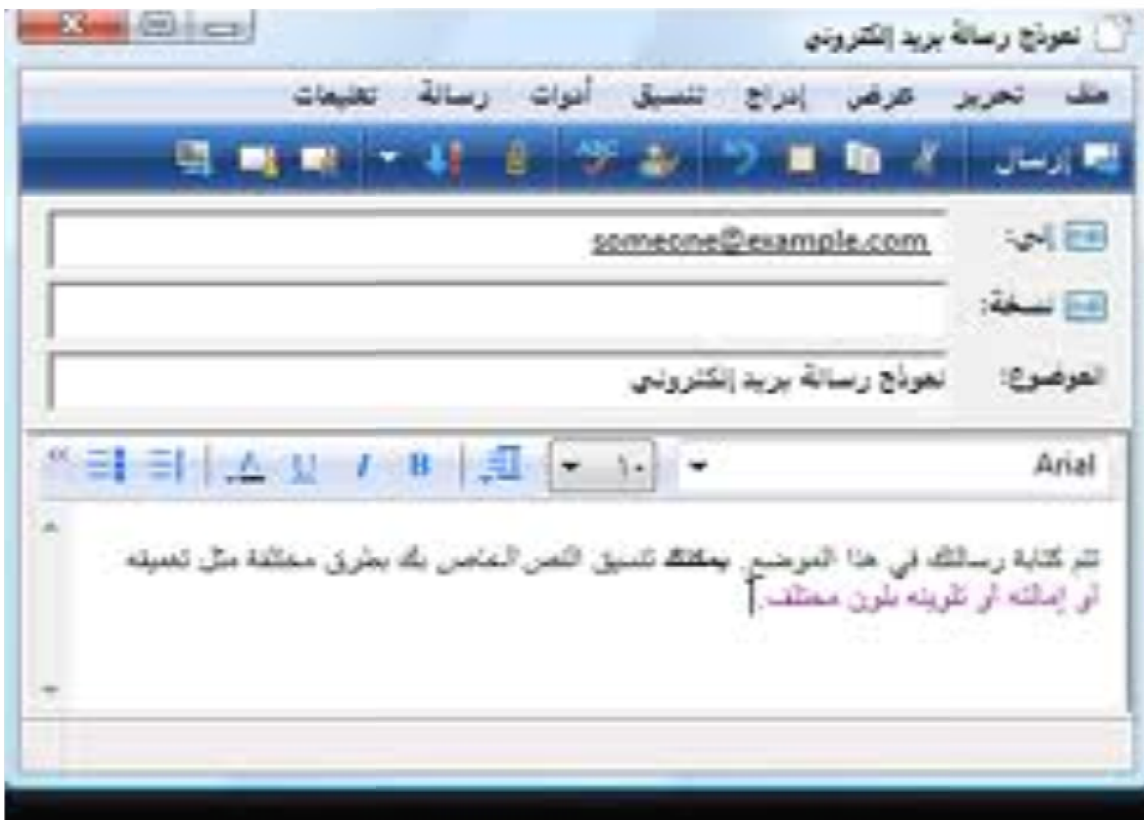 نموذج رسالة بريد إلكتروني
ملف تحرير عرض إدراج تنسيق أدوات رسالة تعليمات
إرسال ABC
إلى: someone@example.com
نسخة:
الموضوع: نموذج رسالة بريد إلكتروني
Arial ١٠ B I U A
تتم كتابة رسالتك في هذا الموضع. يمكنك تنسيق النص الخاص بك بطرق مختلفة مثل تعميقه
أو إمالته أو تلوينه بلون مختلف.